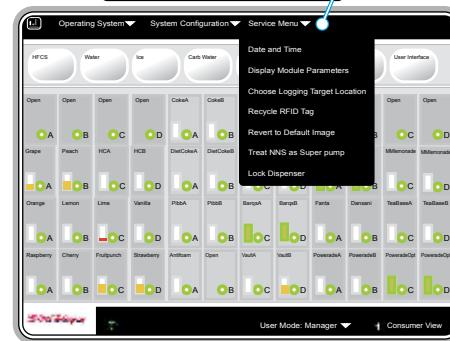 Operating System System Configuration Service Menu
Date and Time
Display Module Parameters
Choose Logging Target Location
Recycle RFID Tag
Revert to Default Image
Treat NNS as Super pump
Lock Dispenser
HFCS Water Ice Carb Water User Interface
Open Open Open Open CokeA CokeB Open Open
A B C D A B C D
Grape Peach HCA HCB DietCokeA DietCokeB MMlemonade MMlemonade
A B C D A B C D
Orange Lemon Lime Vanilla PibbA PibbB BarqsA BarqsB Fanta Dansani TeaBaseA TeaBaseB
A B C D A B C D A B C D
Raspberry Cherry Fruitpunch Strawberry Antifoam Open VaultA VaultB PoweradeA PoweradeB PoweradeOpt PoweradeOpt
A B C D A B C D A B C D
User Mode: Manager Consumer View